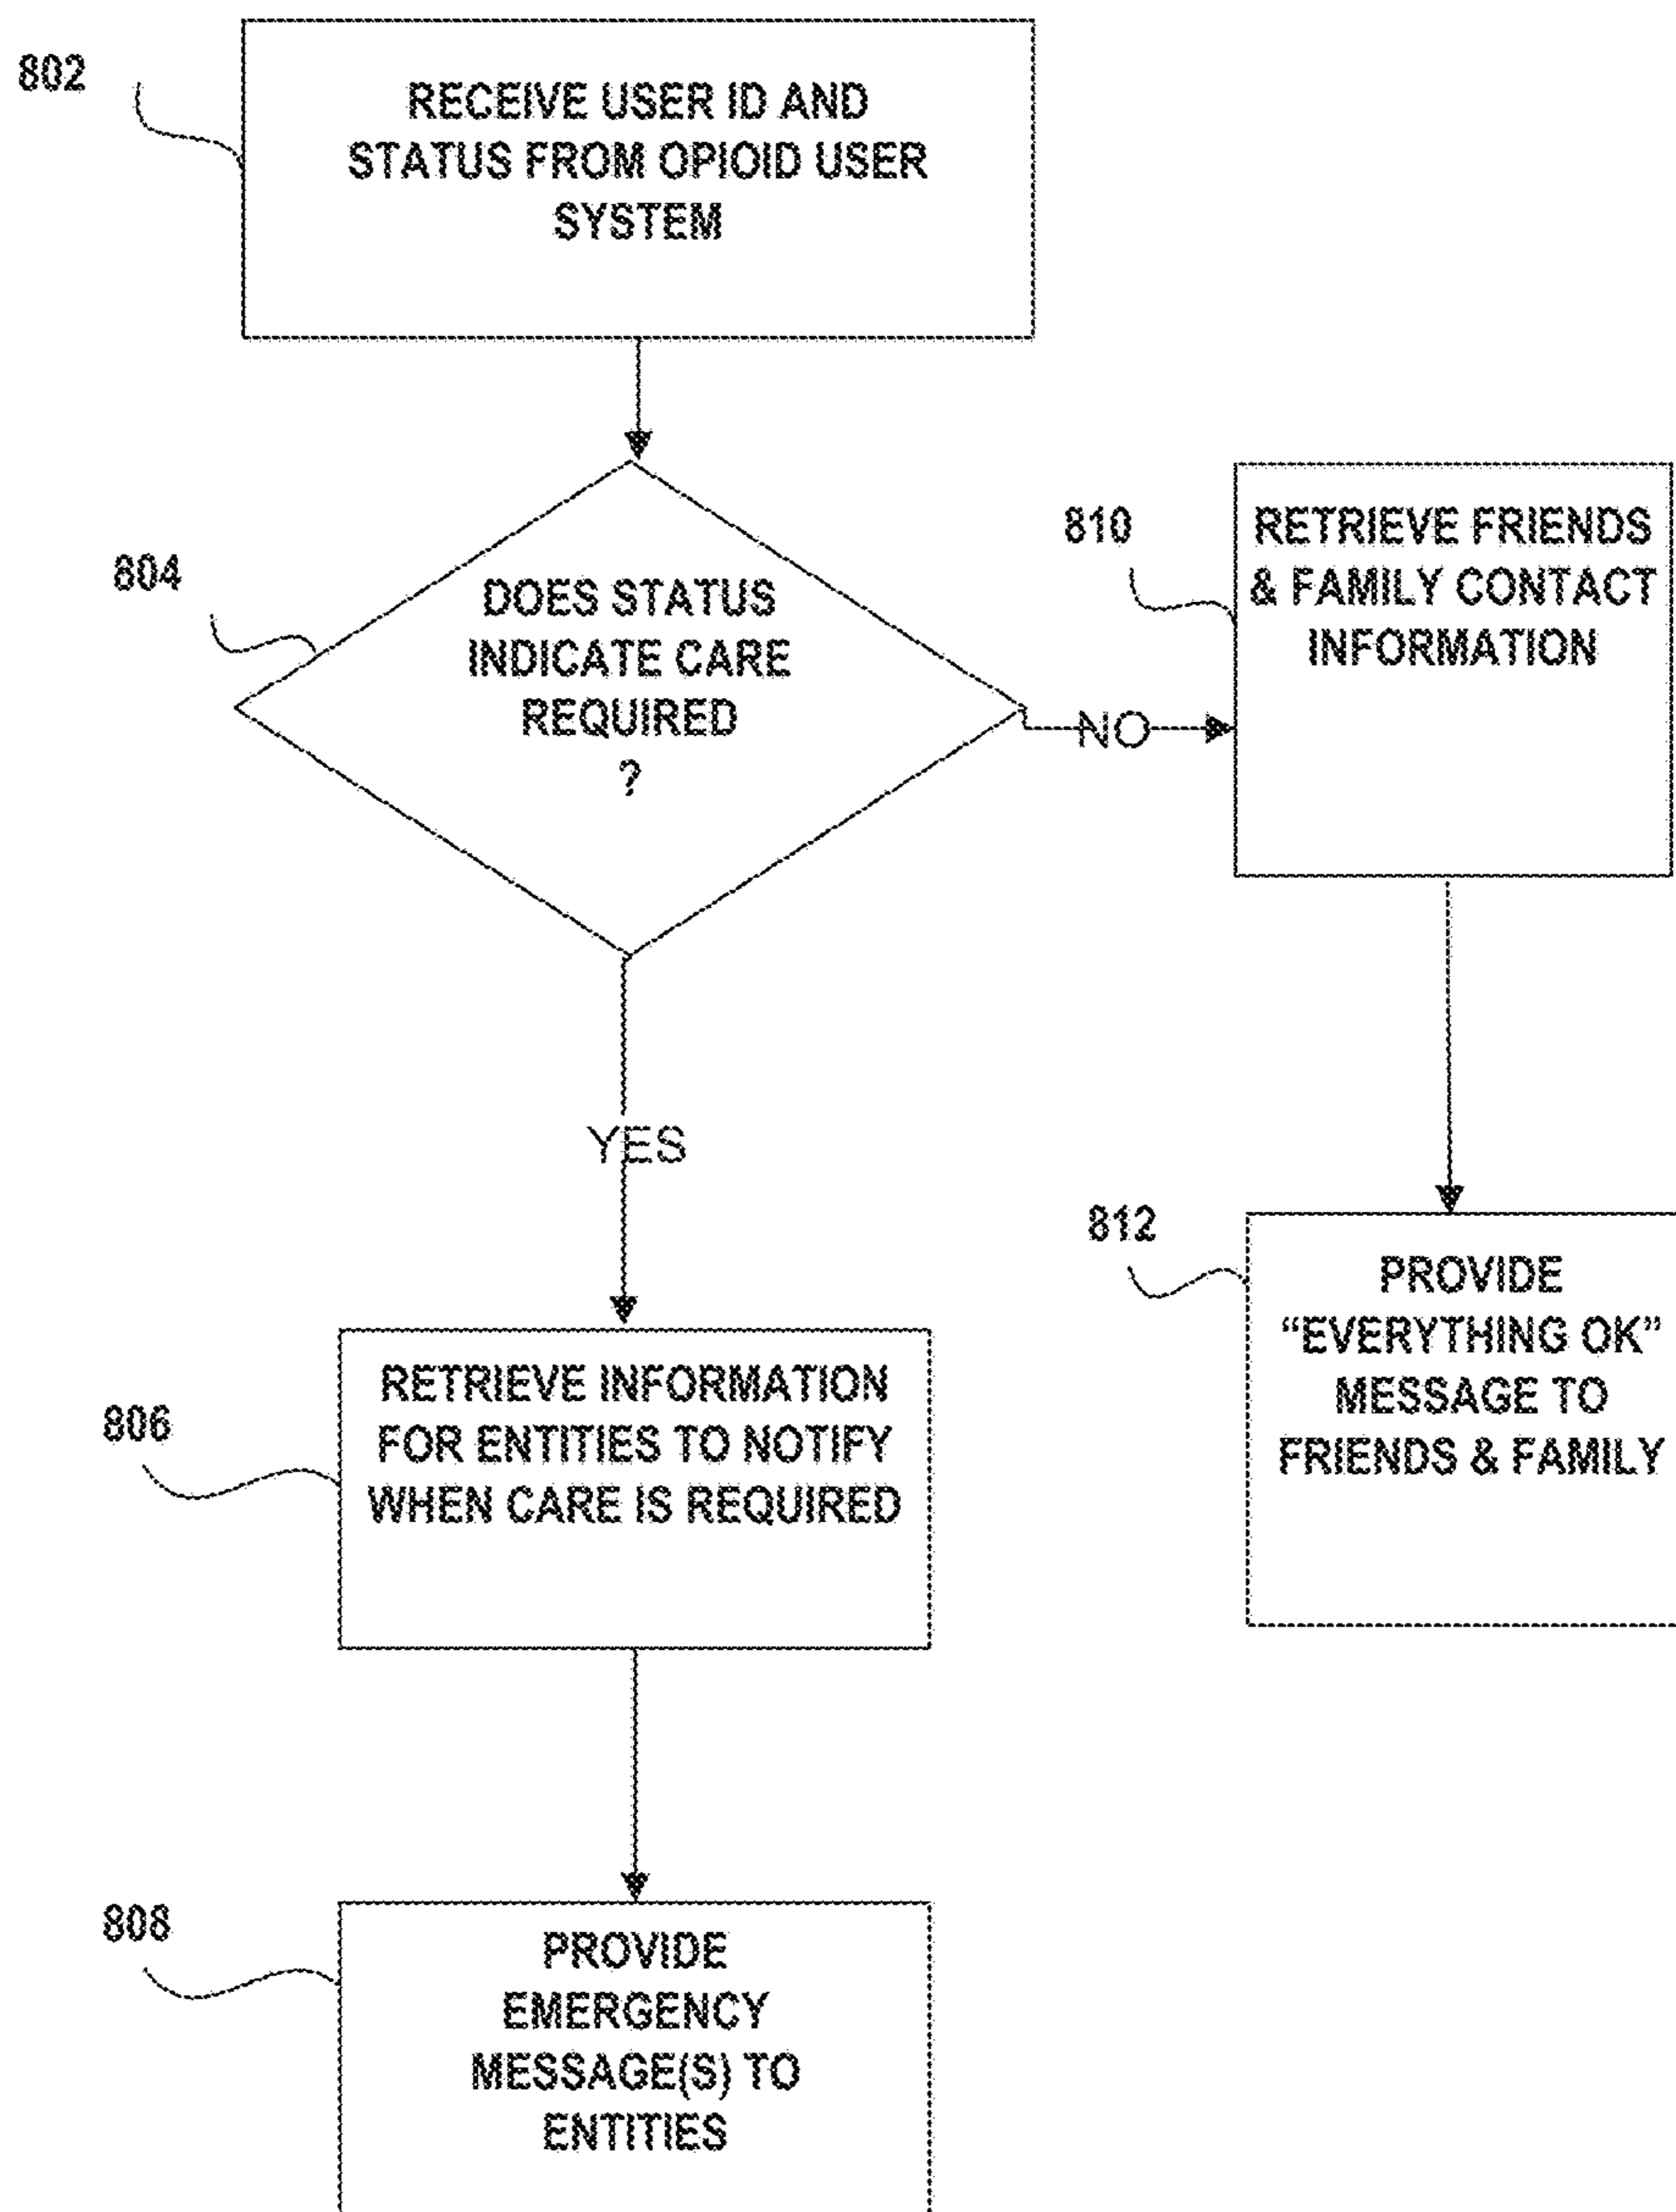 802
RECEIVE USER ID AND
STATUS FROM OPIOID USER
SYSTEM
804
DOES STATUS
INDICATE CARE
REQUIRED
?
NO
810
RETRIEVE FRIENDS
& FAMILY CONTACT
INFORMATION
YES
812
PROVIDE
“EVERYTHING OK”
MESSAGE TO
FRIENDS & FAMILY
806
RETRIEVE INFORMATION
FOR ENTITIES TO NOTIFY
WHEN CARE IS REQUIRED
808
PROVIDE
EMERGENCY
MESSAGE(S) TO
ENTITIES